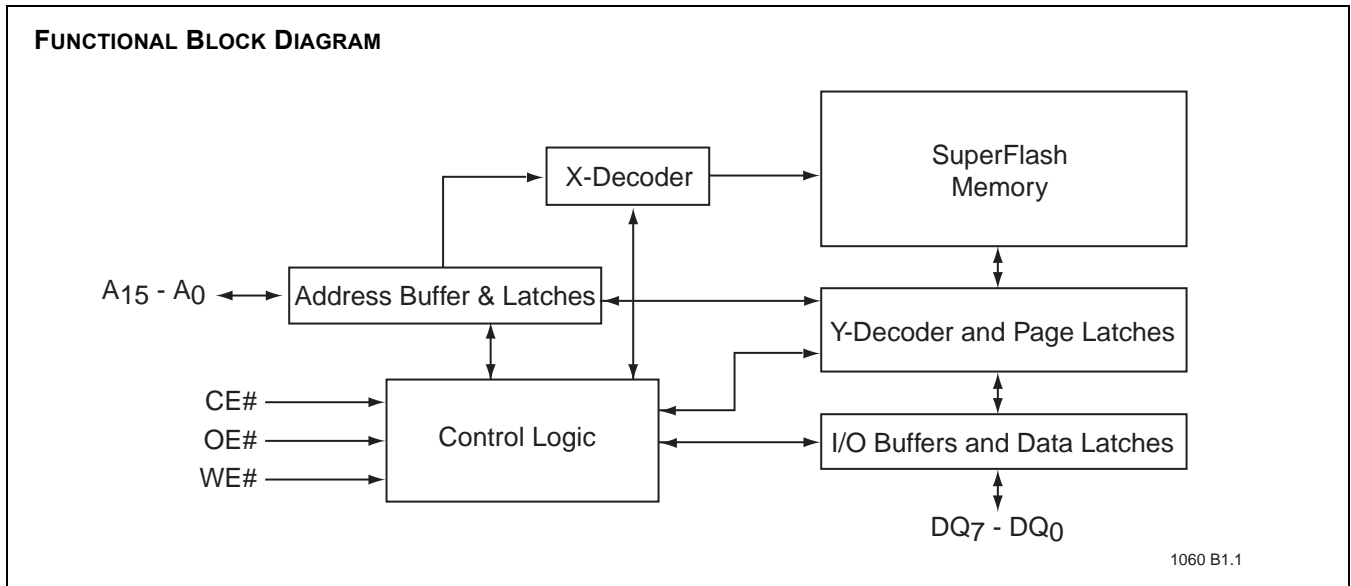 FUNCTIONAL BLOCK DIAGRAM
SuperFlash
Memory
X-Decoder
A15 - A0
Address Buffer & Latches
Y-Decoder and Page Latches
CE#
OE#
WE#
Control Logic
I/O Buffers and Data Latches
DQ7 - DQ0
1060 B1.1